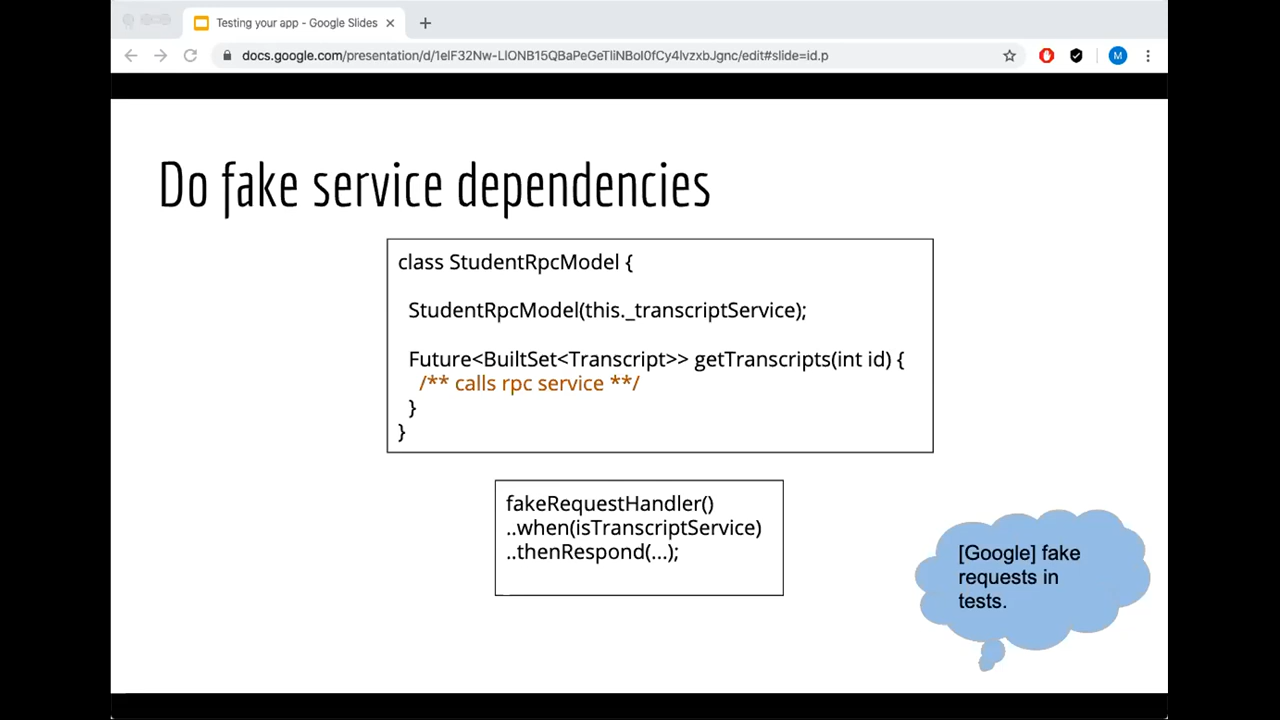 Testing your app - Google Slides
docs.google.com/presentation/d/1elF32Nw-LlONB15QBaPeGeTliNBoI0fCy4lvzxbJgnc/edit#slide=id.p
M
Do fake service dependencies
class StudentRpcModel {
StudentRpcModel(this._transcriptService);
Future<BuiltSet<Transcript>> getTranscripts(int id) {
/** calls rpc service **/
}
}
fakeRequestHandler()
..when(isTranscriptService)
..thenRespond(...);
[Google] fake
requests in
tests.